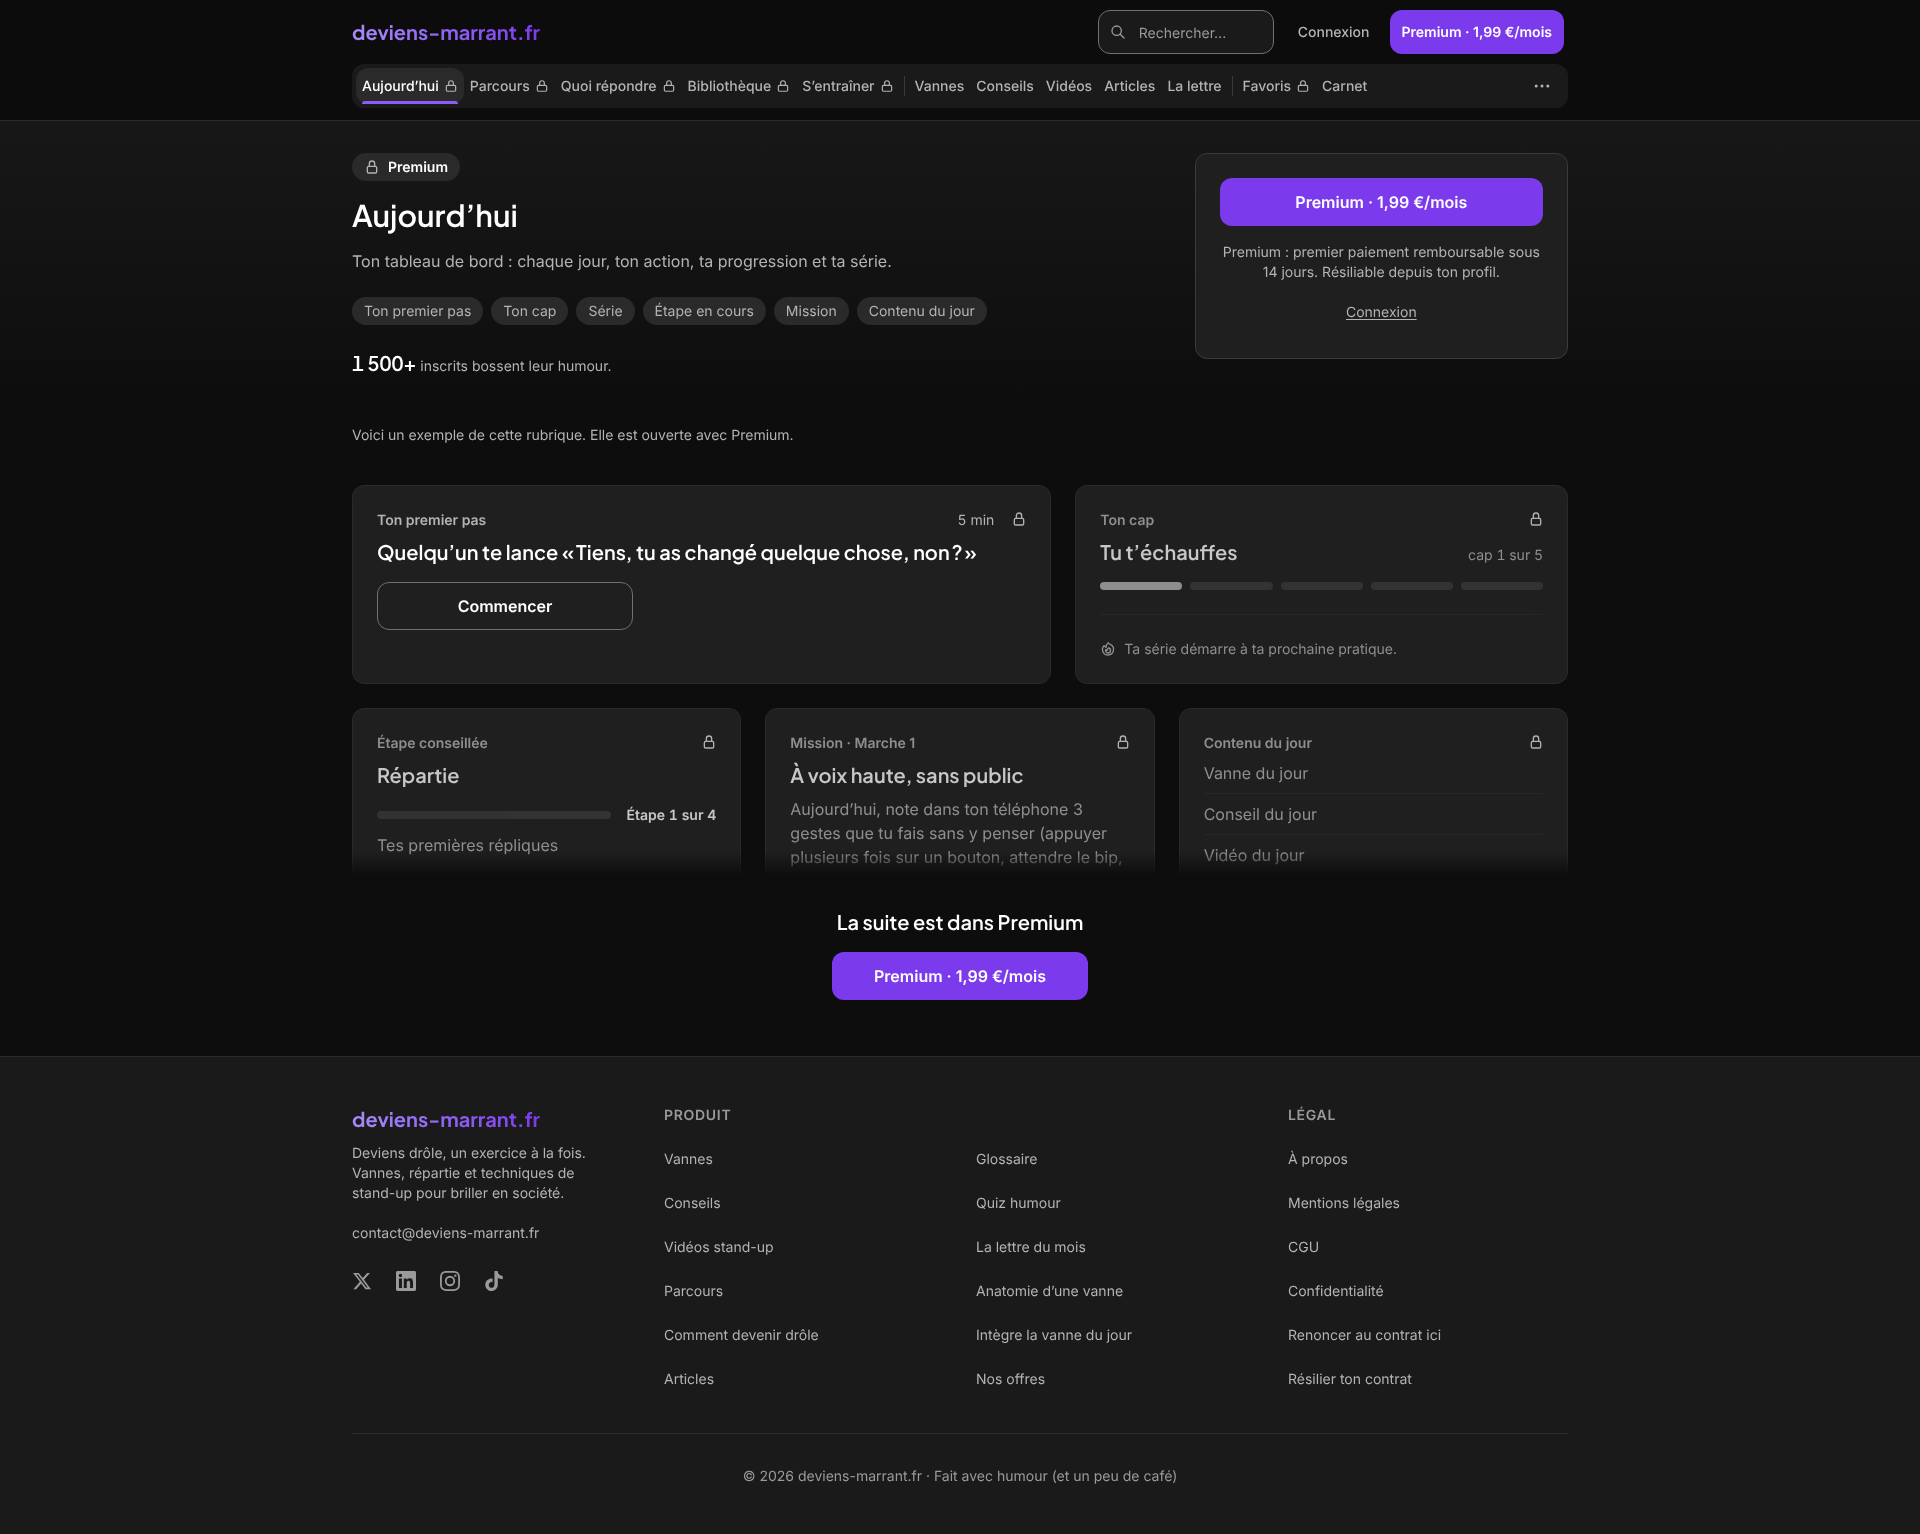 deviens-marrant.fr
Rechercher...
Connexion
Premium · 1,99 €/mois
Aujourd’hui
Parcours
Quoi répondre
Bibliothèque
S’entraîner
Vannes
Conseils
Vidéos
Articles
La lettre
Favoris
Carnet
Premium
Aujourd’hui
Ton tableau de bord : chaque jour, ton action, ta progression et ta série.
Ton premier pas
Ton cap
Série
Étape en cours
Mission
Contenu du jour
1 500+ inscrits bossent leur humour.
Premium · 1,99 €/mois
Premium : premier paiement remboursable sous
14 jours. Résiliable depuis ton profil.
Connexion
Voici un exemple de cette rubrique. Elle est ouverte avec Premium.
Ton premier pas
5 min
Quelqu’un te lance « Tiens, tu as changé quelque chose, non ? »
Commencer
Ton cap
Tu t’échauffes
cap 1 sur 5
Ta série démarre à ta prochaine pratique.
Étape conseillée
Répartie
Étape 1 sur 4
Tes premières répliques
Mission · Marche 1
À voix haute, sans public
Aujourd’hui, note dans ton téléphone 3
gestes que tu fais sans y penser (appuyer
plusieurs fois sur un bouton, attendre le bip,
Contenu du jour
Vanne du jour
Conseil du jour
Vidéo du jour
La suite est dans Premium
Premium · 1,99 €/mois
deviens-marrant.fr
Deviens drôle, un exercice à la fois.
Vannes, répartie et techniques de
stand-up pour briller en société.
contact@deviens-marrant.fr
PRODUIT
Vannes
Conseils
Vidéos stand-up
Parcours
Comment devenir drôle
Articles
Glossaire
Quiz humour
La lettre du mois
Anatomie d’une vanne
Intègre la vanne du jour
Nos offres
LÉGAL
À propos
Mentions légales
CGU
Confidentialité
Renoncer au contrat ici
Résilier ton contrat
© 2026 deviens-marrant.fr · Fait avec humour (et un peu de café)